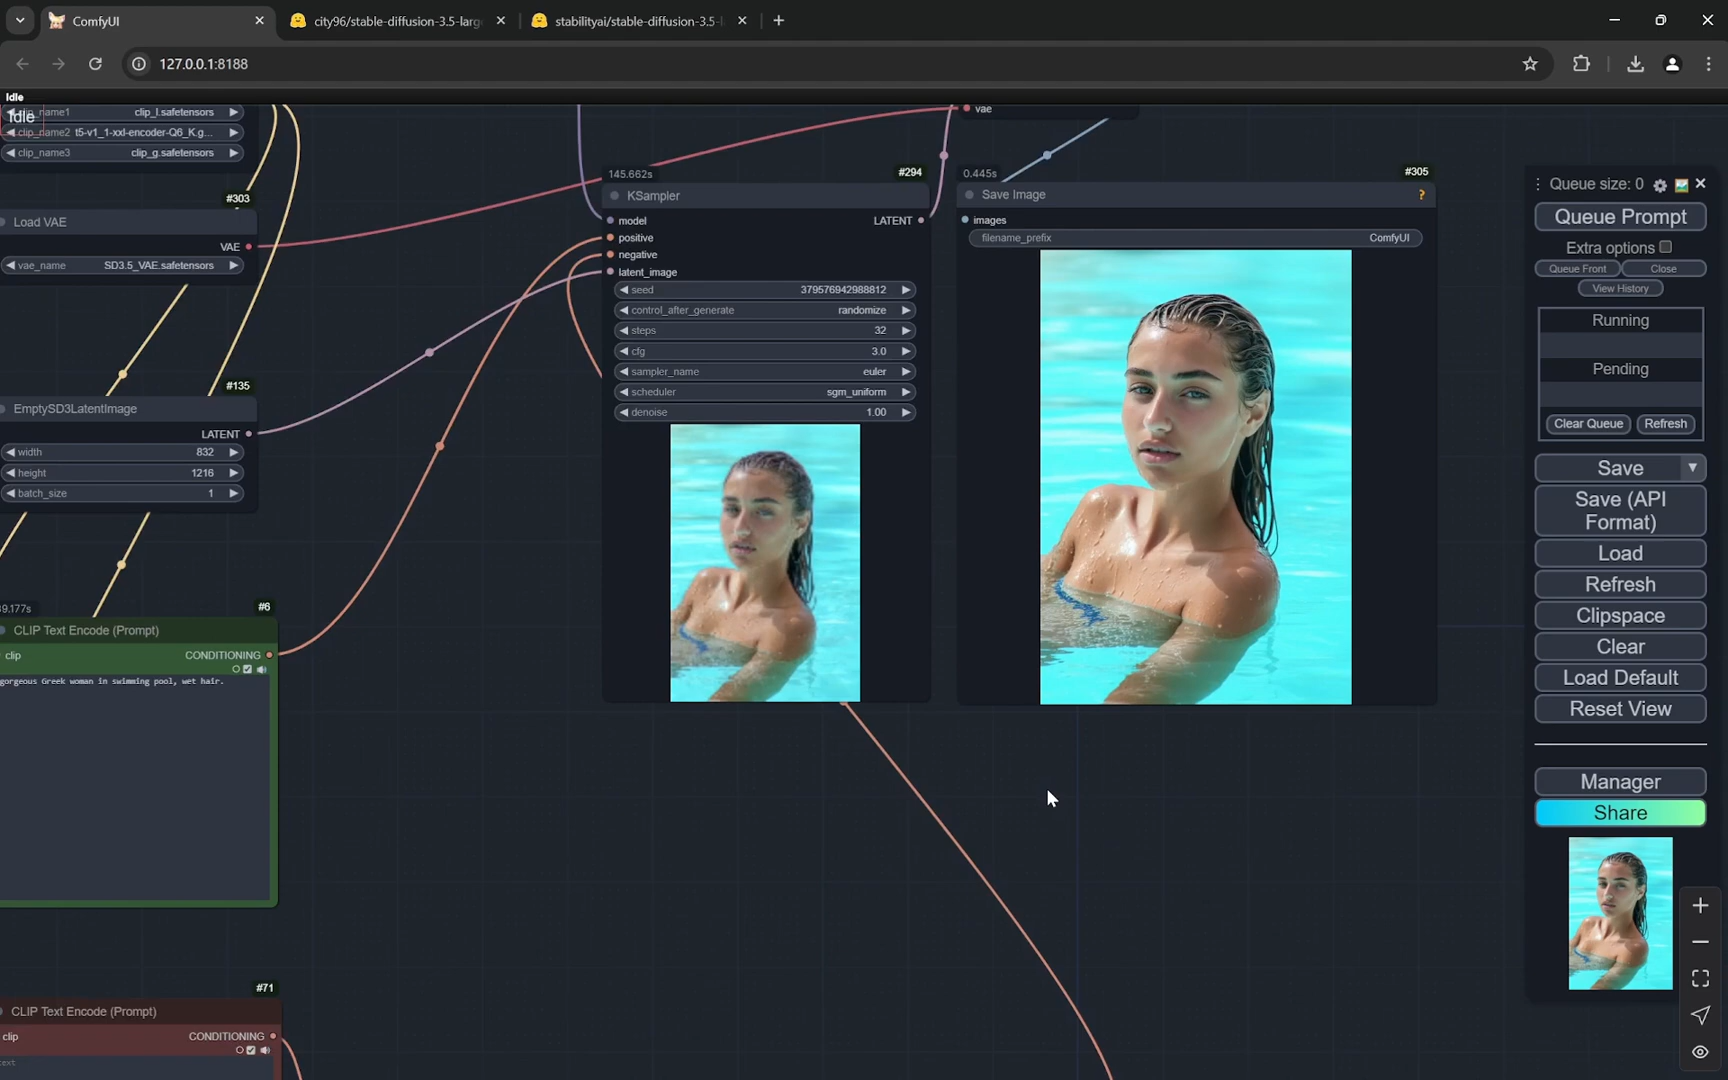 ComfyUI
city96/stable-diffusion-3.5-larg
stabilityai/stable-diffusion-3.5-l
127.0.0.1:8188
Idle
Idle
clip_name1 clip_l.safetensors
clip_name2 t5-v1_1-xxl-encoder-Q6_K.g...
clip_name3 clip_g.safetensors
#303
Load VAE
VAE
vae_name SD3.5_VAE.safetensors
#135
EmptySD3LatentImage
LATENT
width 832
height 1216
batch_size 1
39.177s
#6
CLIP Text Encode (Prompt)
clip CONDITIONING
gorgeous Greek woman in swimming pool, wet hair.
#71
CLIP Text Encode (Prompt)
clip CONDITIONING
text
vae
145.662s #294
KSampler
model LATENT
positive
negative
latent_image
seed 379576942988812
control_after_generate randomize
steps 32
cfg 3.0
sampler_name euler
scheduler sgm_uniform
denoise 1.00
0.445s #305
Save Image ?
images
filename_prefix ComfyUI
Queue size: 0
Queue Prompt
Extra options
Queue Front Close
View History
Running
Pending
Clear Queue Refresh
Save
Save (API
Format)
Load
Refresh
Clipspace
Clear
Load Default
Reset View
Manager
Share